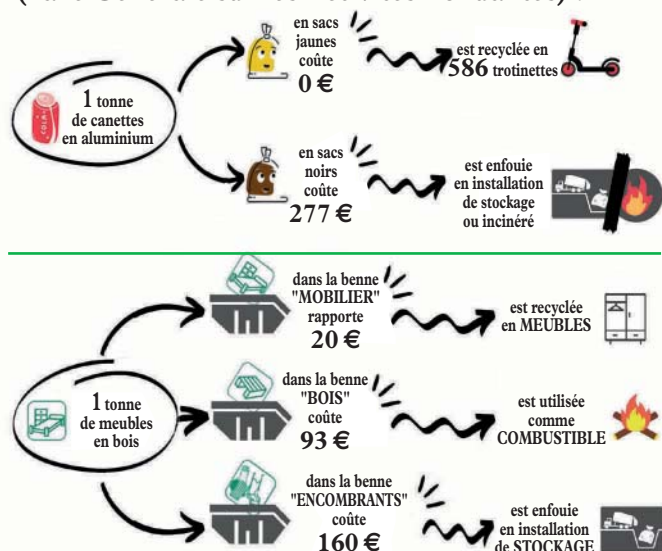 en sacs
jaunes
coûte
0 €
est recyclée en
586 trotinettes
1 tonne
de canettes
en aluminium
COLA
en sacs
noirs
coûte
277 €
est enfouie
en installation
de stockage
ou incinéré
dans la benne
"MOBILIER"
rapporte
20 €
est recyclée
en MEUBLES
1 tonne
de meubles
en bois
dans la benne
"BOIS"
coûte
93 €
est utilisée
comme
COMBUSTIBLE
dans la benne
"ENCOMBRANTS"
coûte
160 €
est enfouie
en installation
de STOCKAGE